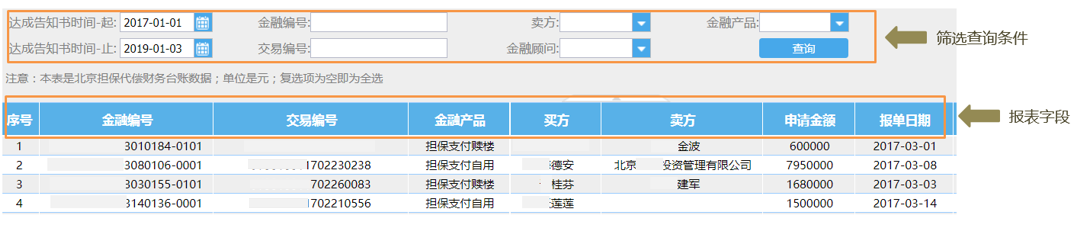 达成告知书时间-起: 2017-01-01 金融编号: 卖方: 金融产品:
达成告知书时间-止: 2019-01-03 交易编号: 金融顾问: 查询
筛选查询条件
注意：本表是北京担保代偿财务台账数据；单位是元；复选项为空即为全选
序号 金融编号 交易编号 金融产品 买方 卖方 申请金额 报单日期
报表字段
1 3010184-0101 担保支付赎楼 金波 600000 2017-03-01
2 3080106-0001 1702230238 担保支付自用 德安 北京 投资管理有限公司 7950000 2017-03-08
3 3030155-0101 702260083 担保支付赎楼 桂芬 建军 1680000 2017-03-03
4 3140136-0001 1702210556 担保支付自用 莲莲 1500000 2017-03-14